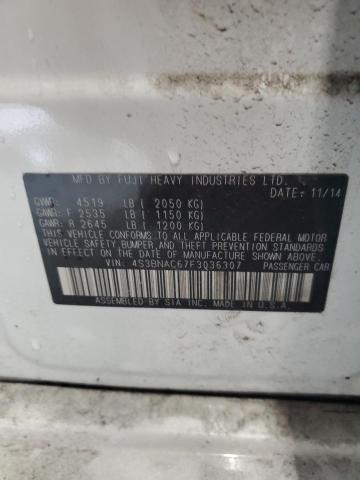 MFD BY FUJI HEAVY INDUSTRIES LTD.
DATE: 11/14
GVWR: 4519 LB ( 2050 KG)
GAWR: F 2535 LB ( 1150 KG)
GAWR: R 2645 LB ( 1200 KG)
THIS VEHICLE CONFORMS TO ALL APPLICABLE FEDERAL MOTOR
VEHICLE SAFETY, BUMPER, AND THEFT PREVENTION STANDARDS
IN EFFECT ON THE DATE OF MANUFACTURE SHOWN ABOVE.
VIN: 4S3BNAC67F3036307 PASSENGER CAR
ASSEMBLED BY SIA INC. MADE IN U.S.A.